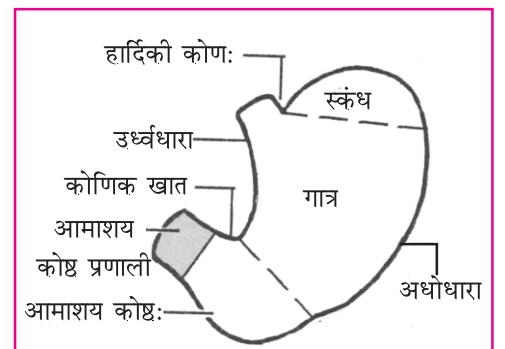 हार्दिकी कोण:
स्कंध
उर्ध्वधारा
कोणिक खात
गात्र
आमाशय
कोष्ठ प्रणाली
अधोधारा
आमाशय कोष्ठ: